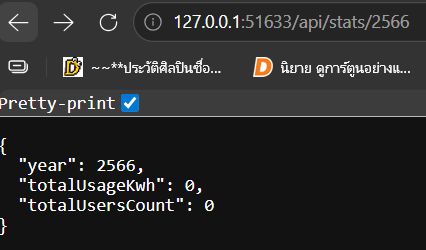 127.0.0.1:51633/api/stats/2566
~~**ประวัติศิลปินชื่อ... นิยาย ดูการ์ตูนอย่างแ...
Pretty-print
{
"year": 2566,
"totalUsageKwh": 0,
"totalUsersCount": 0
}